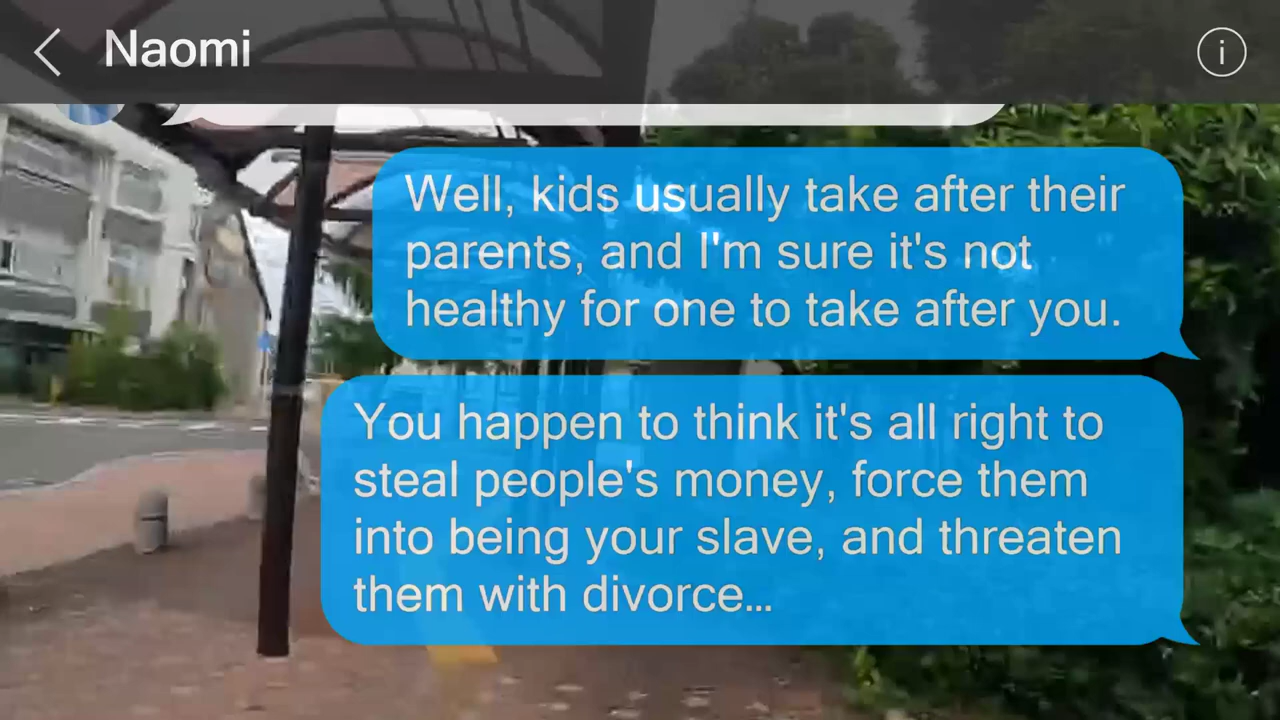 Naomi
Well, kids usually take after their
parents, and I'm sure it's not
healthy for one to take after you.
You happen to think it's all right to
steal people's money, force them
into being your slave, and threaten
them with divorce...